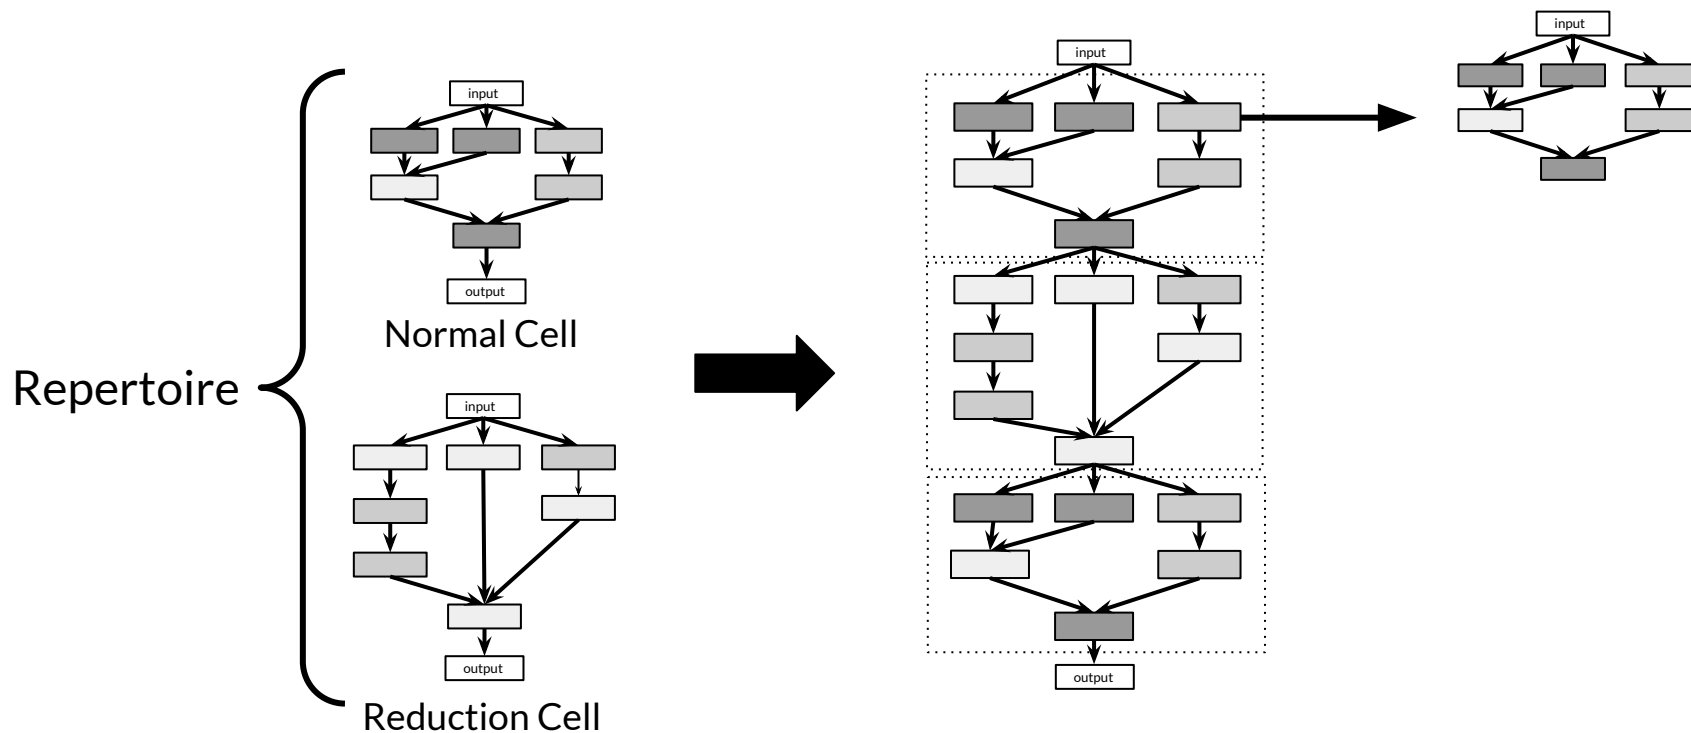 input
output
Normal Cell
Repertoire
input
output
Reduction Cell
input
output
input